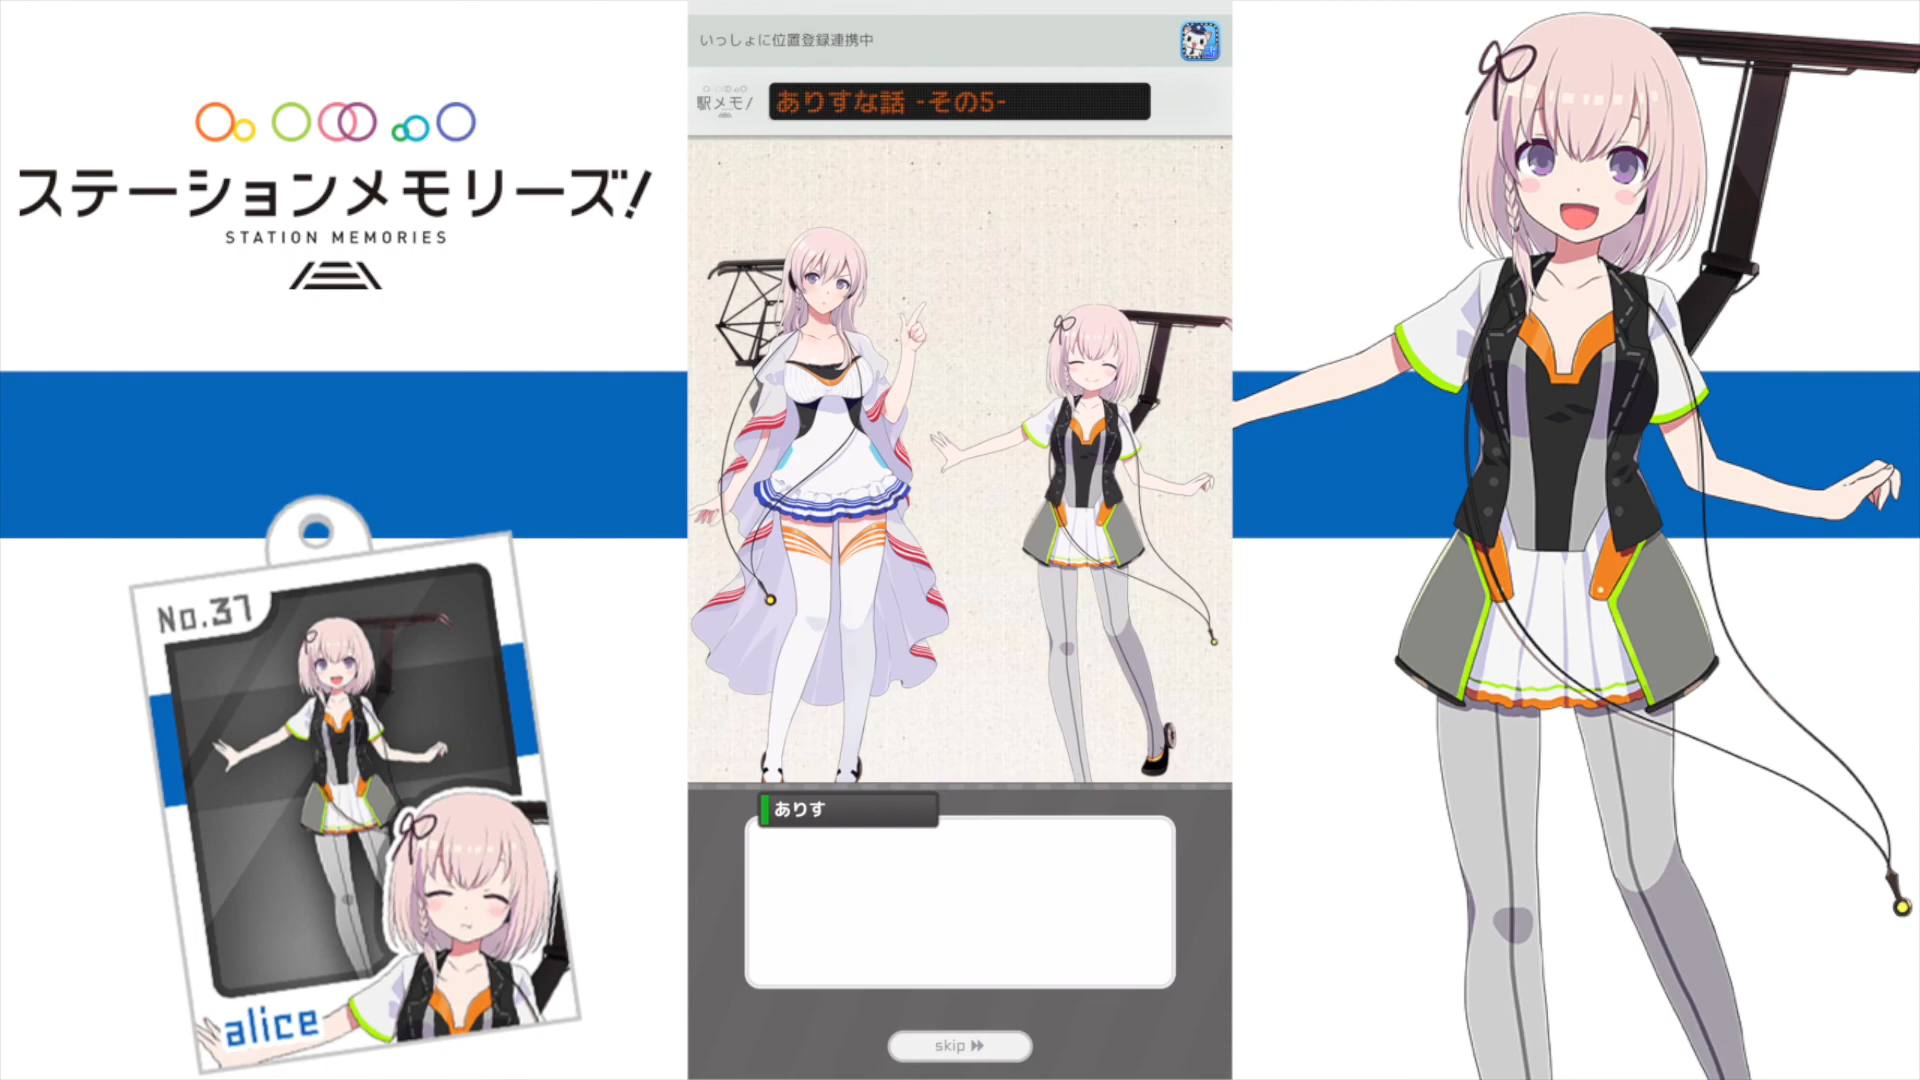 ステーションメモリーズ!
STATION MEMORIES
No.37
alice
いっしょに位置登録連携中
駅メモ!
ありすな話 -その5-
ありす
skip